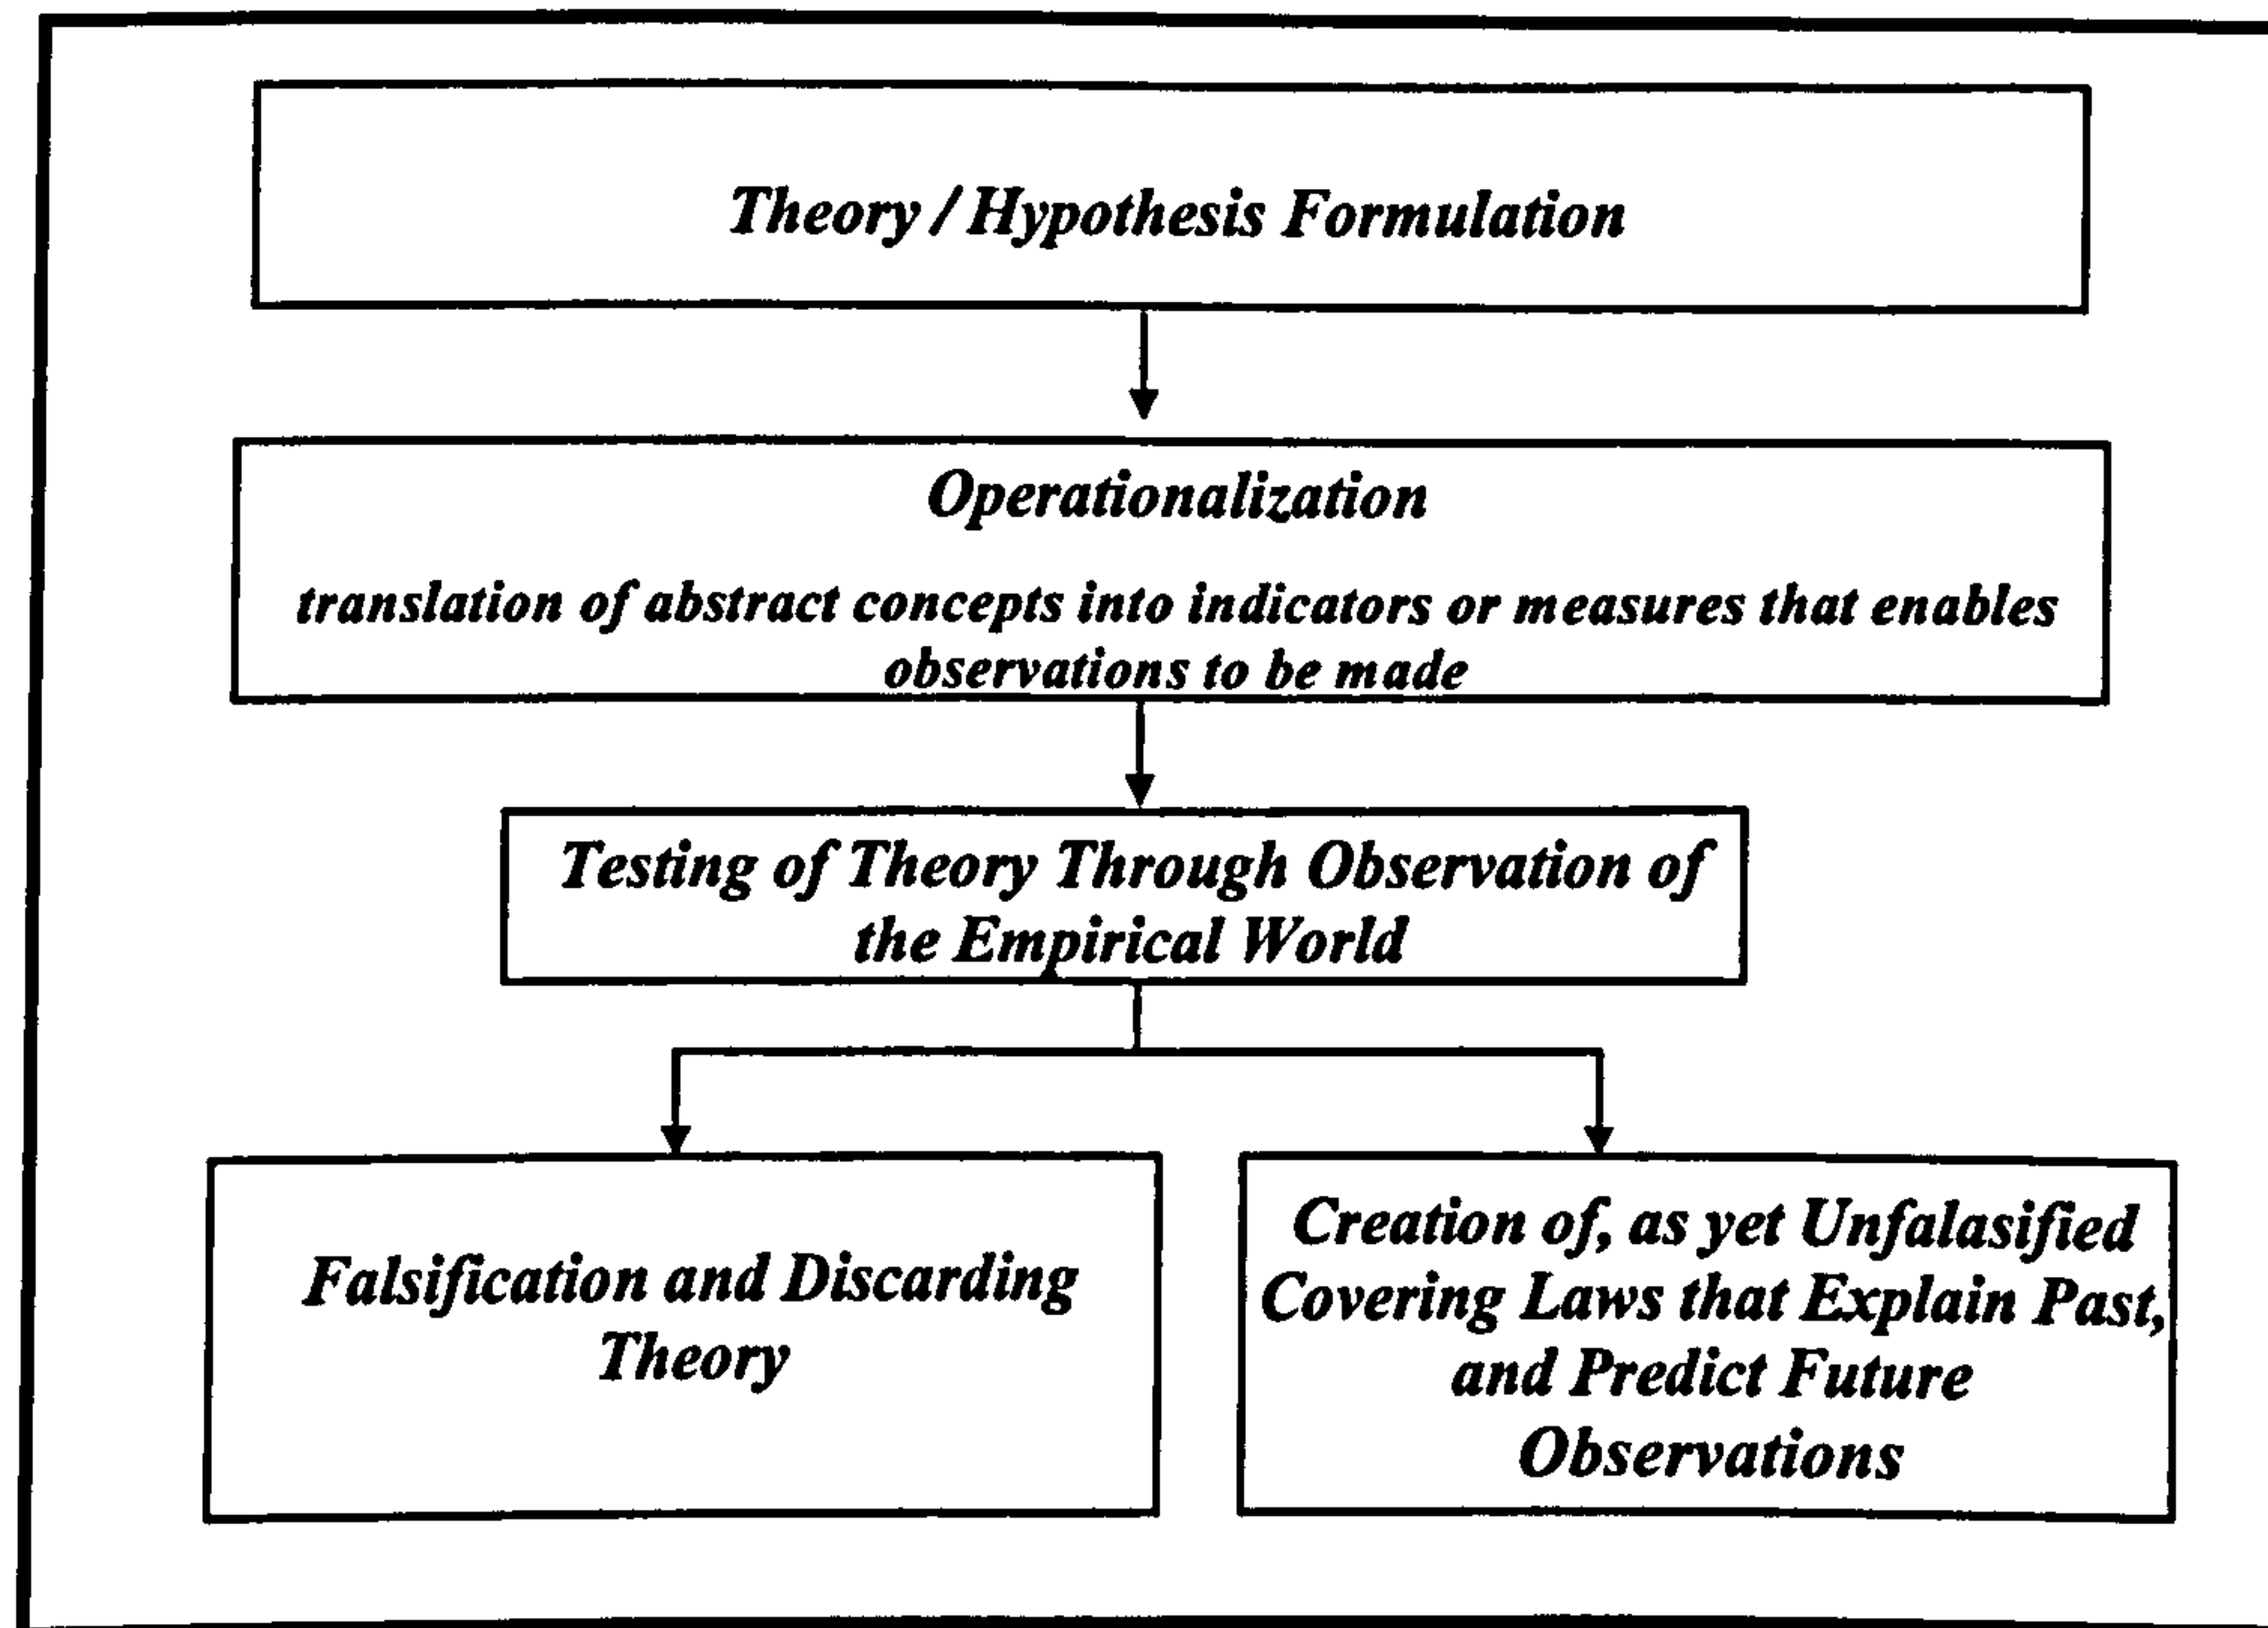 Theory / Hypothesis Formulation
Operationalization
translation of abstract concepts into indicators or measures that enables
observations to be made
Testing of Theory Through Observation of
the Empirical World
Falsification and Discarding
Theory
Creation of, as yet Unfalasified
Covering Laws that Explain Past,
and Predict Future
Observations